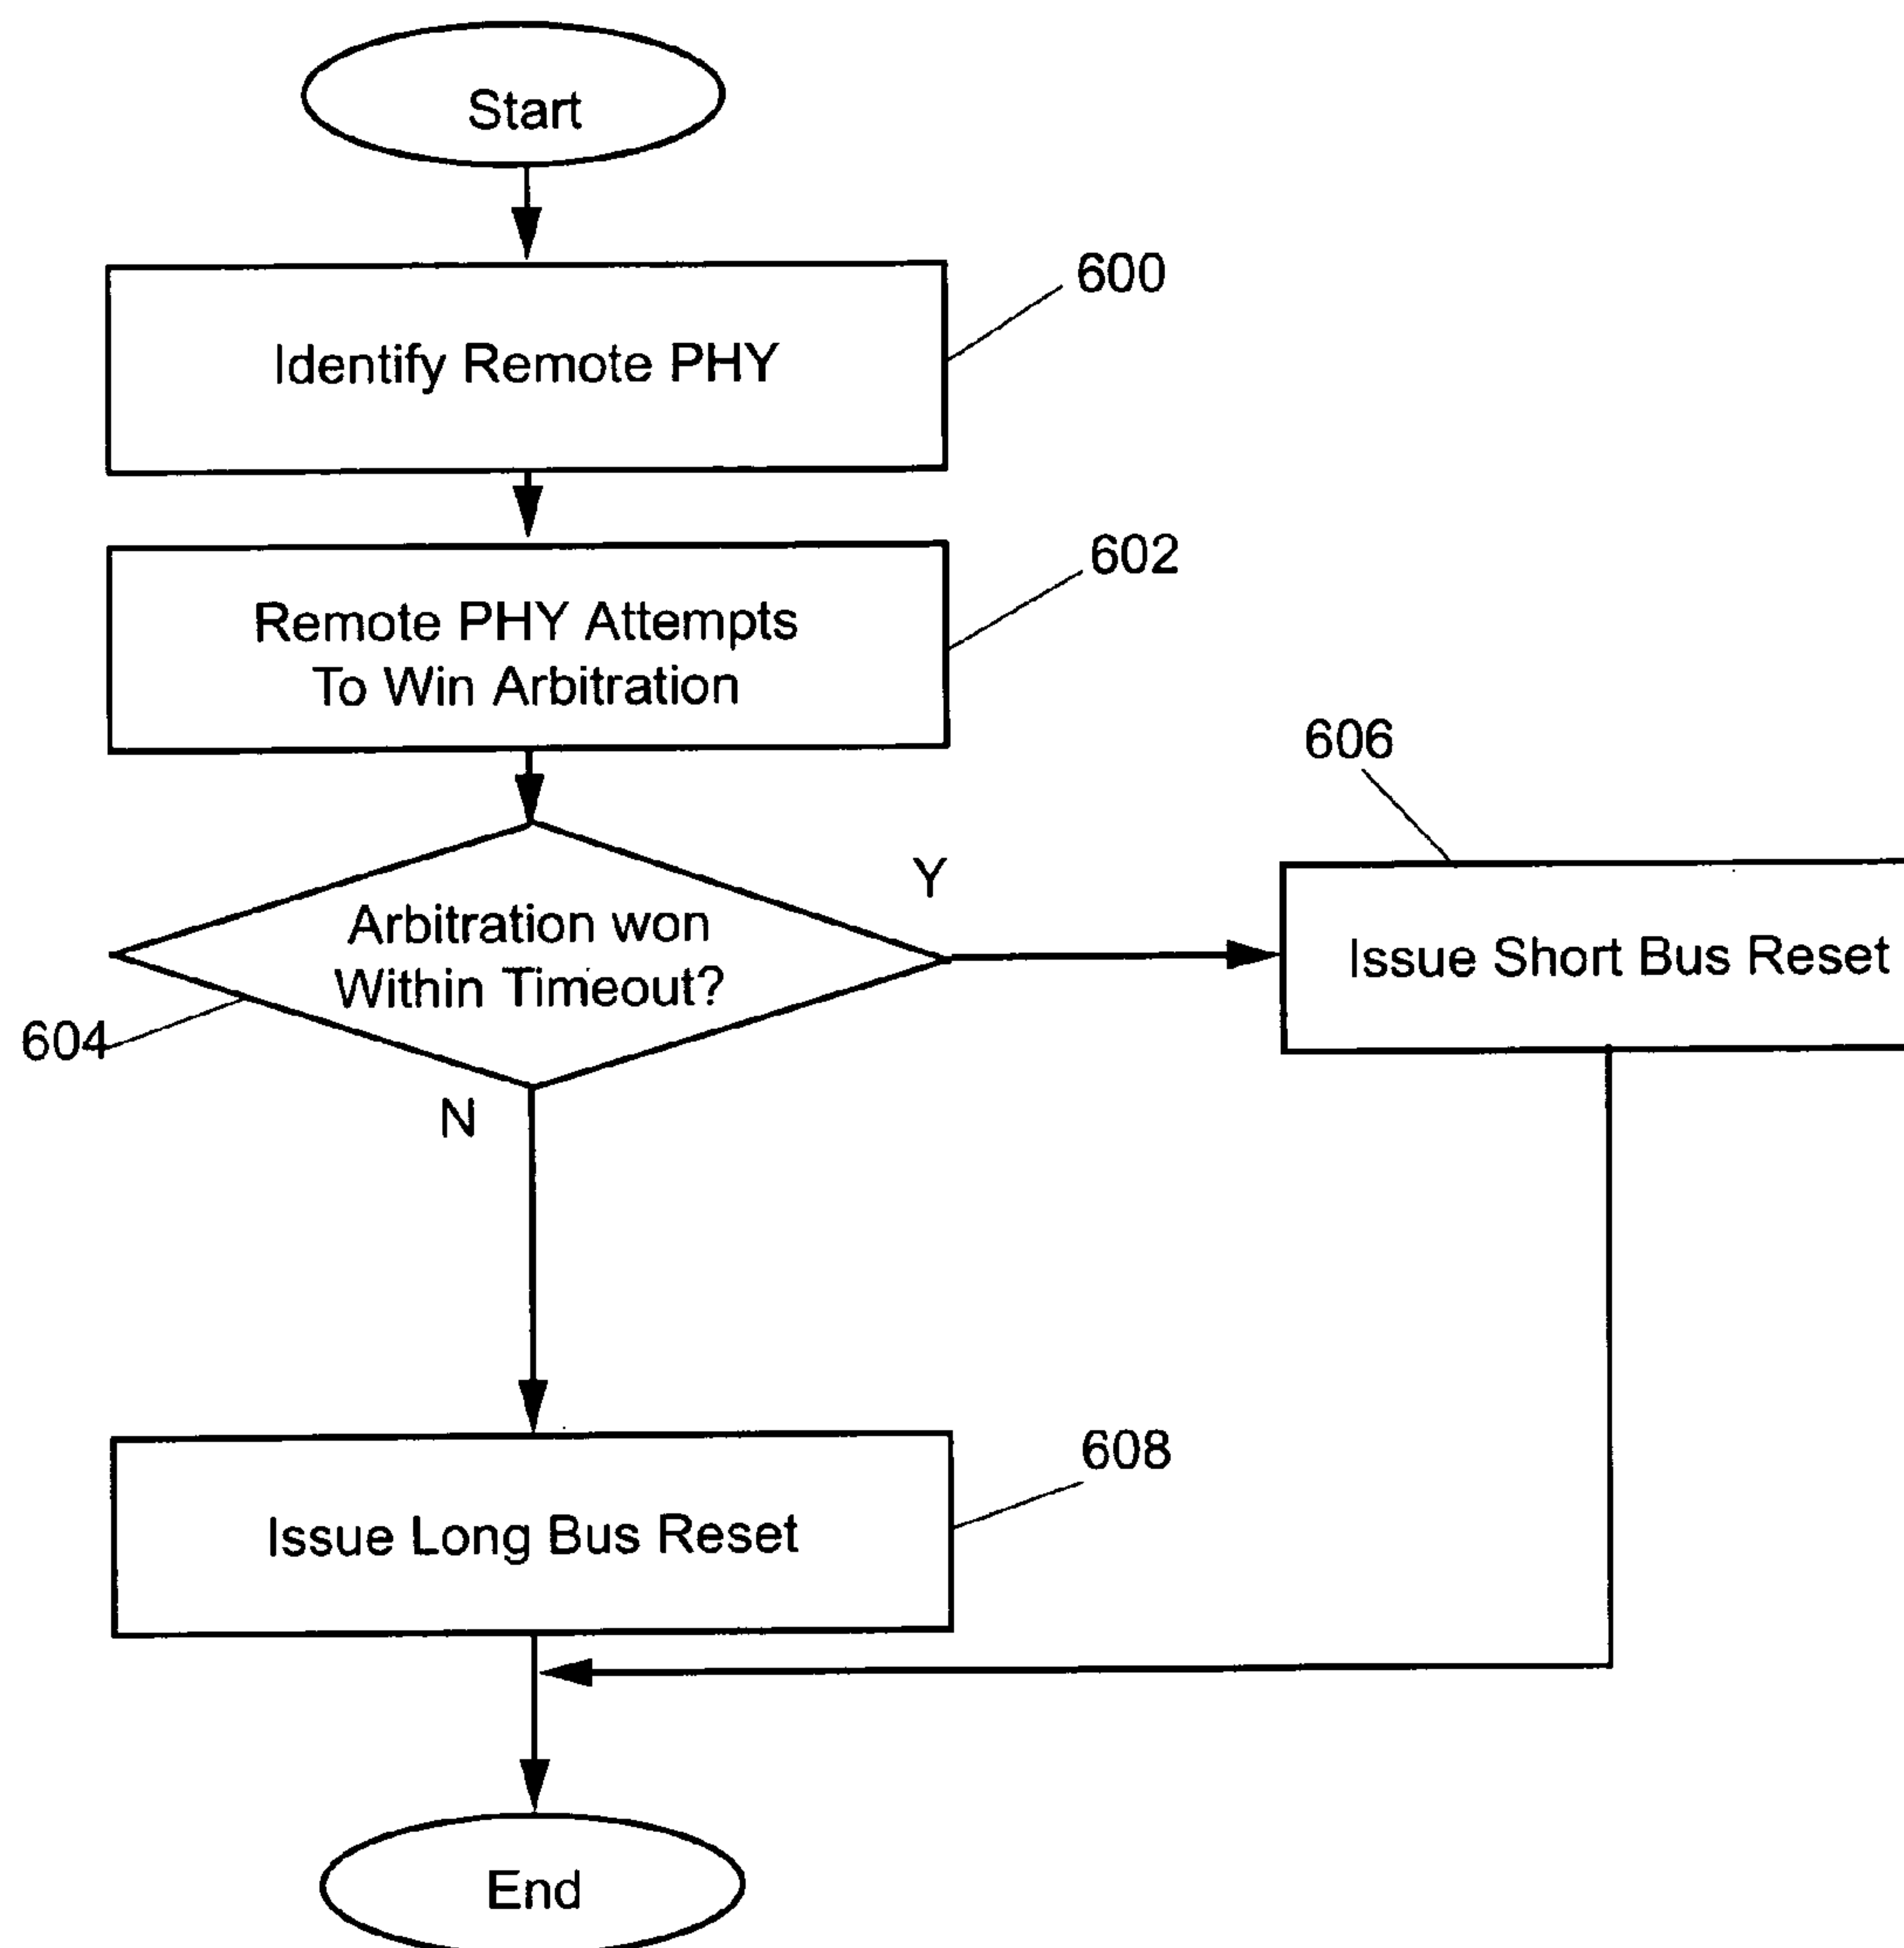 Start
600
Identify Remote PHY
602
Remote PHY Attempts
To Win Arbitration
606
Y
Arbitration won
Within Timeout?
Issue Short Bus Reset
604
N
608
Issue Long Bus Reset
End